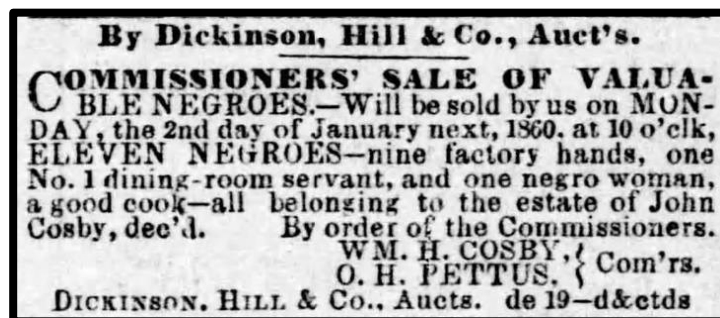 By Dickinson, Hill & Co., Auct's.
COMMISSIONERS' SALE OF VALUA-
BLE NEGROES.—Will be sold by us on MON-
DAY, the 2nd day of January next, 1860. at 10 o'clk,
ELEVEN NEGROES—nine factory hands, one
No. 1 dining-room servant, and one negro woman,
a good cook—all belonging to the estate of John
Cosby, dec'd. By order of the Commissioners.
WM. H. COSBY, { Com'rs.
O. H. PETTUS. {
DICKINSON. HILL & Co., Aucts. de 19—d&ctds